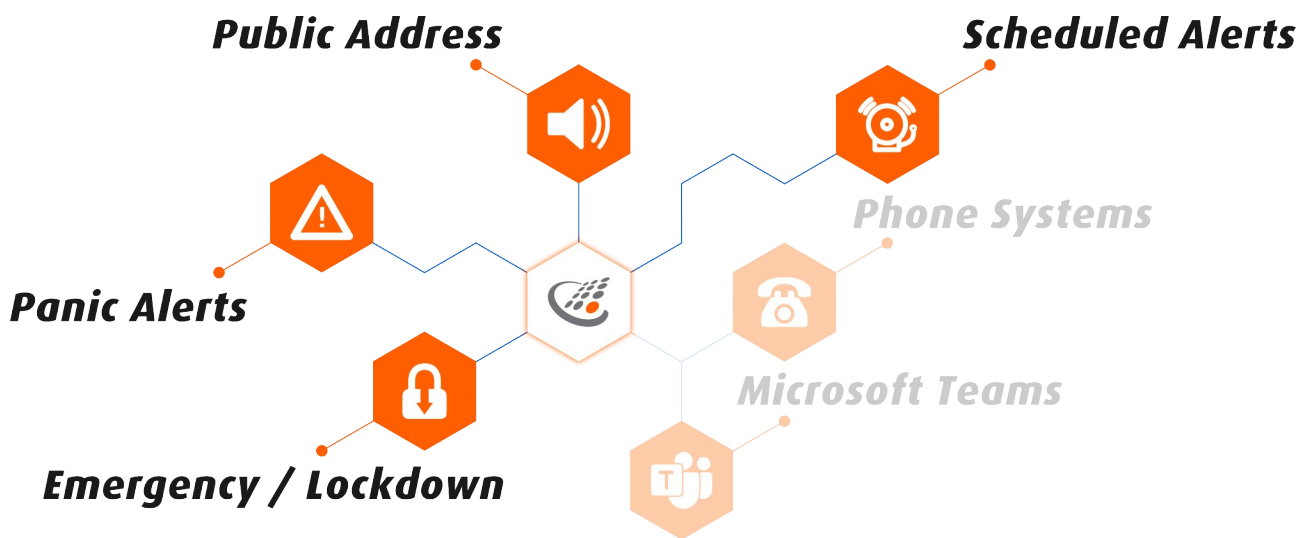 Public Address
Scheduled Alerts
Phone Systems
Panic Alerts
Microsoft Teams
Emergency / Lockdown
T